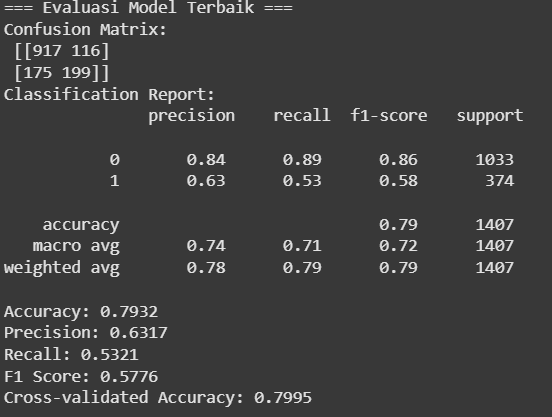 === Evaluasi Model Terbaik ===
Confusion Matrix:
[[917 116]
[175 199]]
Classification Report:
precision recall f1-score support
0 0.84 0.89 0.86 1033
1 0.63 0.53 0.58 374
accuracy 0.79 1407
macro avg 0.74 0.71 0.72 1407
weighted avg 0.78 0.79 0.79 1407
Accuracy: 0.7932
Precision: 0.6317
Recall: 0.5321
F1 Score: 0.5776
Cross-validated Accuracy: 0.7995